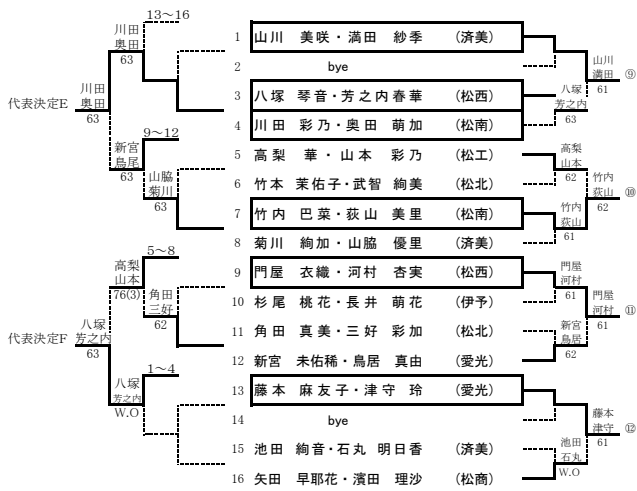 13～16
川田
奥田
63
川田
奥田
63
代表決定E
9～12
新宮
鳥尾
63
山脇
菊川
63
5～8
高梨
山本
76(3)
角田
三好
62
八塚
芳之内
63
代表決定F
1～4
八塚
芳之内
W.O
1 山川 美咲・満田 紗季 (済美)
2 bye
3 八塚 琴音・芳之内春華 (松西)
4 川田 彩乃・奥田 萌加 (松南)
5 高梨 華・山本 彩乃 (松工)
6 竹本 茉佑子・武智 絢美 (松北)
7 竹内 巴菜・荻山 美里 (松南)
8 菊川 絢加・山脇 優里 (済美)
9 門屋 衣織・河村 杏実 (松西)
10 杉尾 桃花・長井 萌花 (伊予)
11 角田 真美・三好 彩加 (松北)
12 新宮 未佑稀・鳥居 真由 (愛光)
13 藤本 麻友子・津守 玲 (愛光)
14 bye
15 池田 絢音・石丸 明日香 (済美)
16 矢田 早耶花・濱田 理沙 (松商)
山川
満田
61
⑨
八塚
芳之内
63
高梨
山本
62
竹内
荻山
62
⑩
竹内
荻山
61
門屋
河村
61
門屋
河村
61
⑪
新宮
鳥居
62
藤本
津守
61
⑫
池田
石丸
W.O